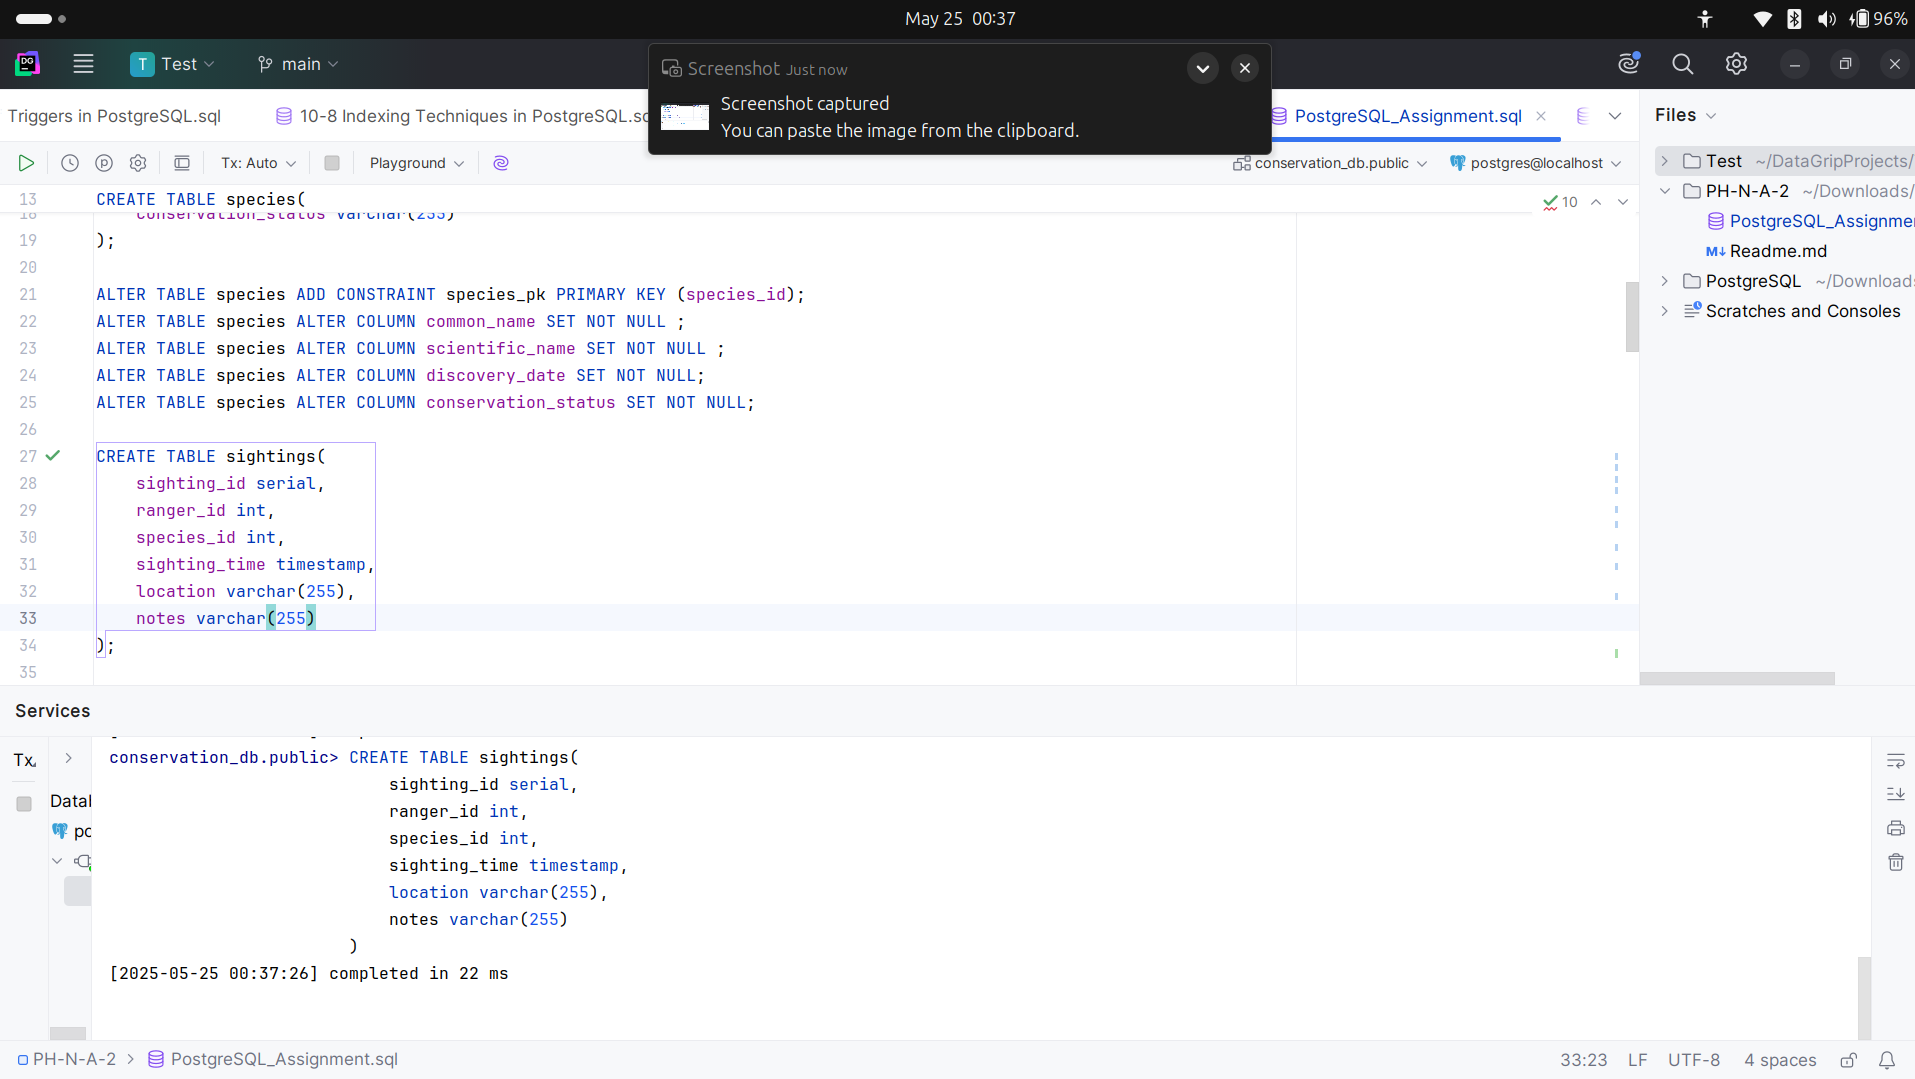 May 25 00:37
96%
DG
T Test
main
Screenshot Just now
Screenshot captured
You can paste the image from the clipboard.
Triggers in PostgreSQL.sql
10-8 Indexing Techniques in PostgreSQL.sc
PostgreSQL_Assignment.sql
Files
Tx: Auto
Playground
conservation_db.public
postgres@localhost
Test ~/DataGripProjects/
PH-N-A-2 ~/Downloads/
PostgreSQL_Assignmen
M↓ Readme.md
PostgreSQL ~/Downloads
Scratches and Consoles
10
13 CREATE TABLE species(
18 conservation_status varchar(255)
19 );
20
21 ALTER TABLE species ADD CONSTRAINT species_pk PRIMARY KEY (species_id);
22 ALTER TABLE species ALTER COLUMN common_name SET NOT NULL ;
23 ALTER TABLE species ALTER COLUMN scientific_name SET NOT NULL ;
24 ALTER TABLE species ALTER COLUMN discovery_date SET NOT NULL;
25 ALTER TABLE species ALTER COLUMN conservation_status SET NOT NULL;
26
27 CREATE TABLE sightings(
28 sighting_id serial,
29 ranger_id int,
30 species_id int,
31 sighting_time timestamp,
32 location varchar(255),
33 notes varchar(255)
34 );
35
Services
Tx
Datal
po
conservation_db.public> CREATE TABLE sightings(
sighting_id serial,
ranger_id int,
species_id int,
sighting_time timestamp,
location varchar(255),
notes varchar(255)
)
[2025-05-25 00:37:26] completed in 22 ms
PH-N-A-2 > PostgreSQL_Assignment.sql
33:23 LF UTF-8 4 spaces